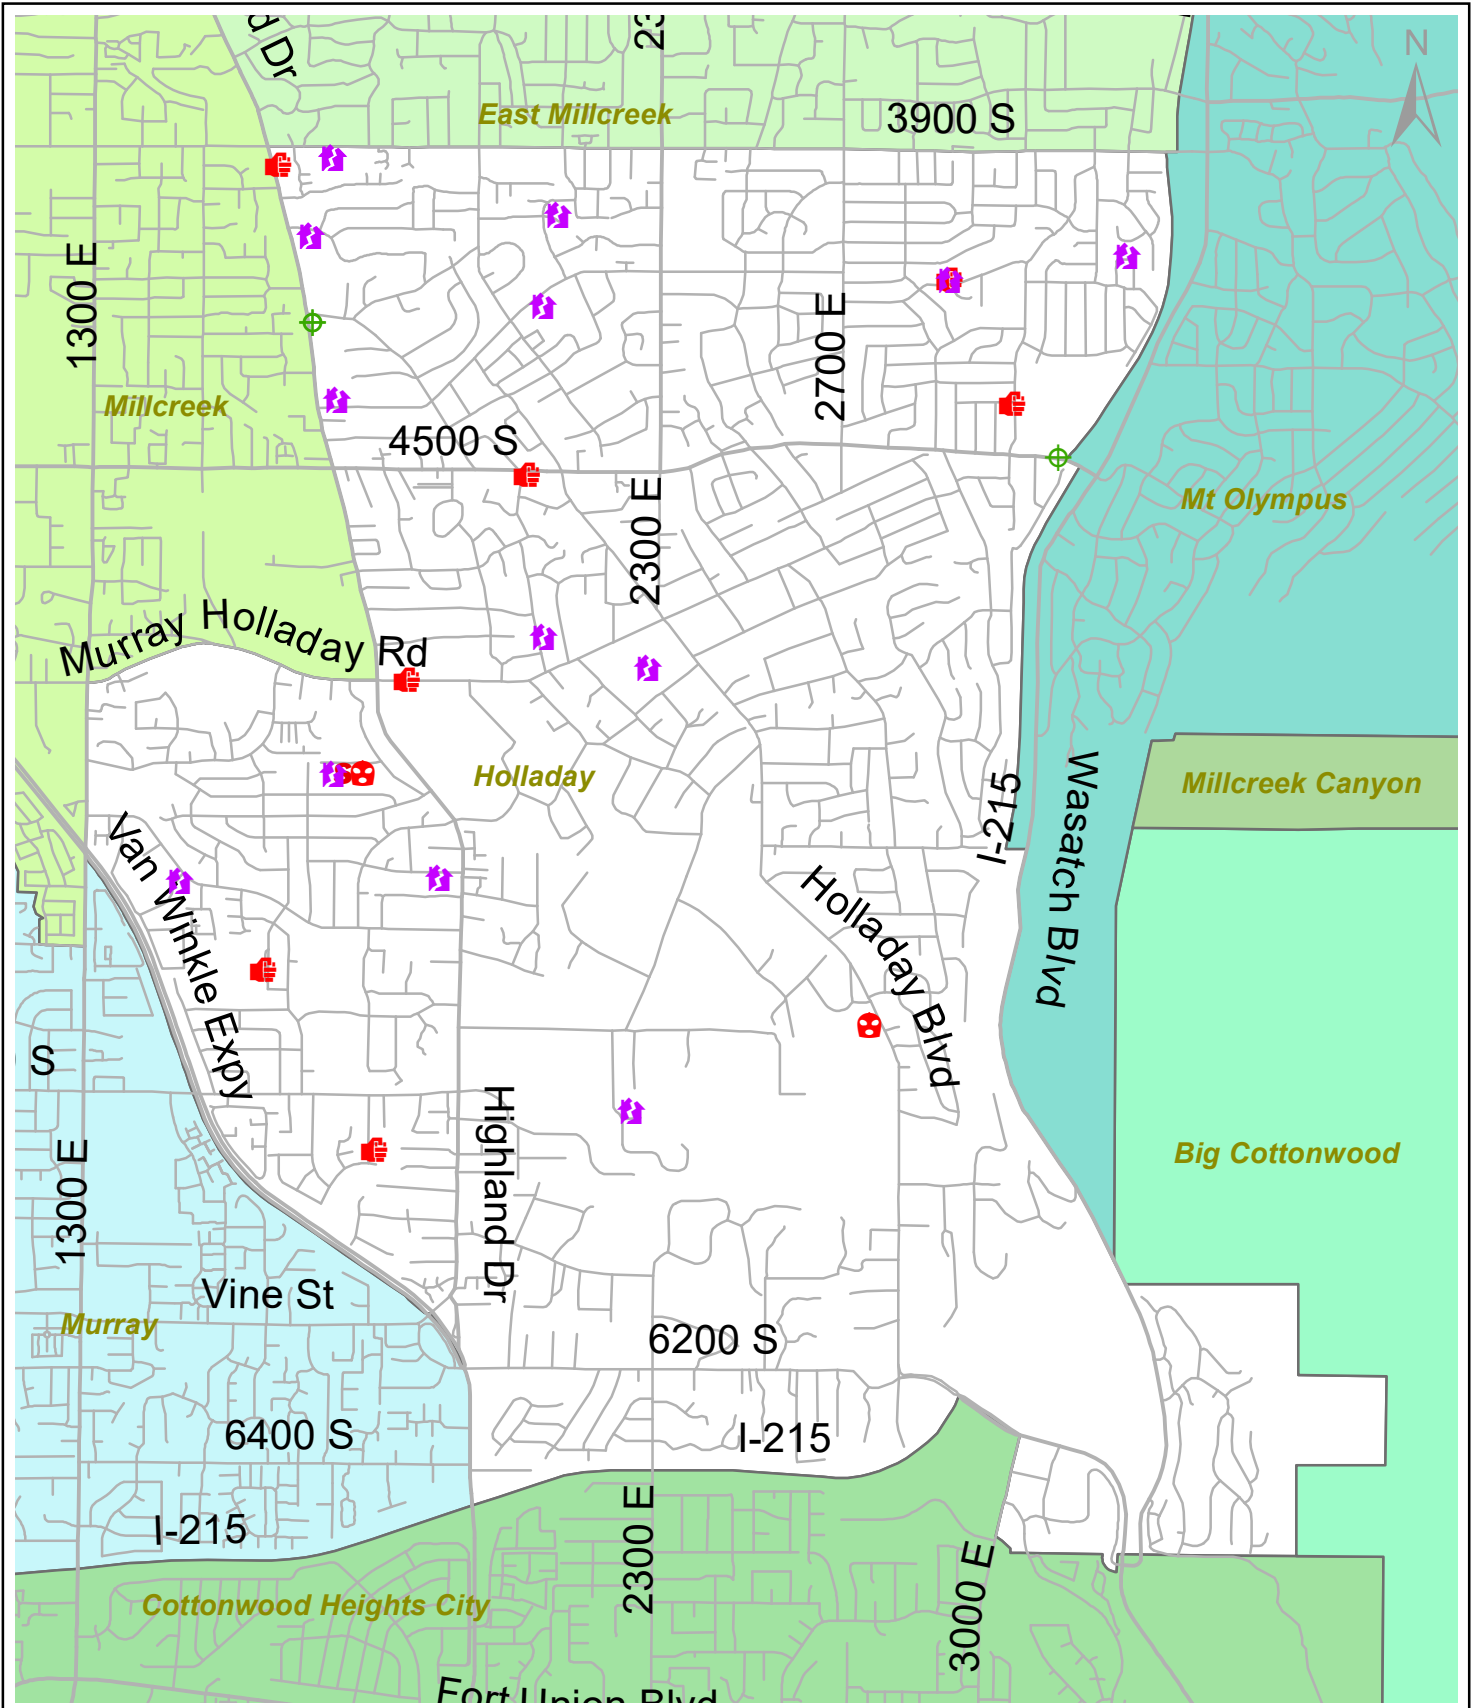 d Dr
23
N
East Millcreek
3900 S
1300 E
2700 E
Millcreek
4500 S
2300 E
Mt Olympus
Murray Holladay Rd
Holladay
I-215
Wasatch Blvd
Millcreek Canyon
Van Winkle Expy
Holladay Blvd
S
Highland Dr
1300 E
Big Cottonwood
Vine St
Murray
6200 S
6400 S
I-215
I-215
2300 E
3000 E
Cottonwood Heights City
Fort Union Blvd